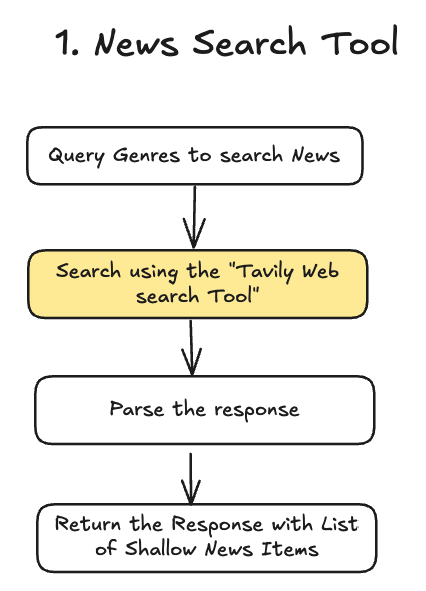 1. News Search Tool
Query Genres to search News
Search using the "Tavily Web
search Tool"
Parse the response
Return the Response with List
of Shallow News Items